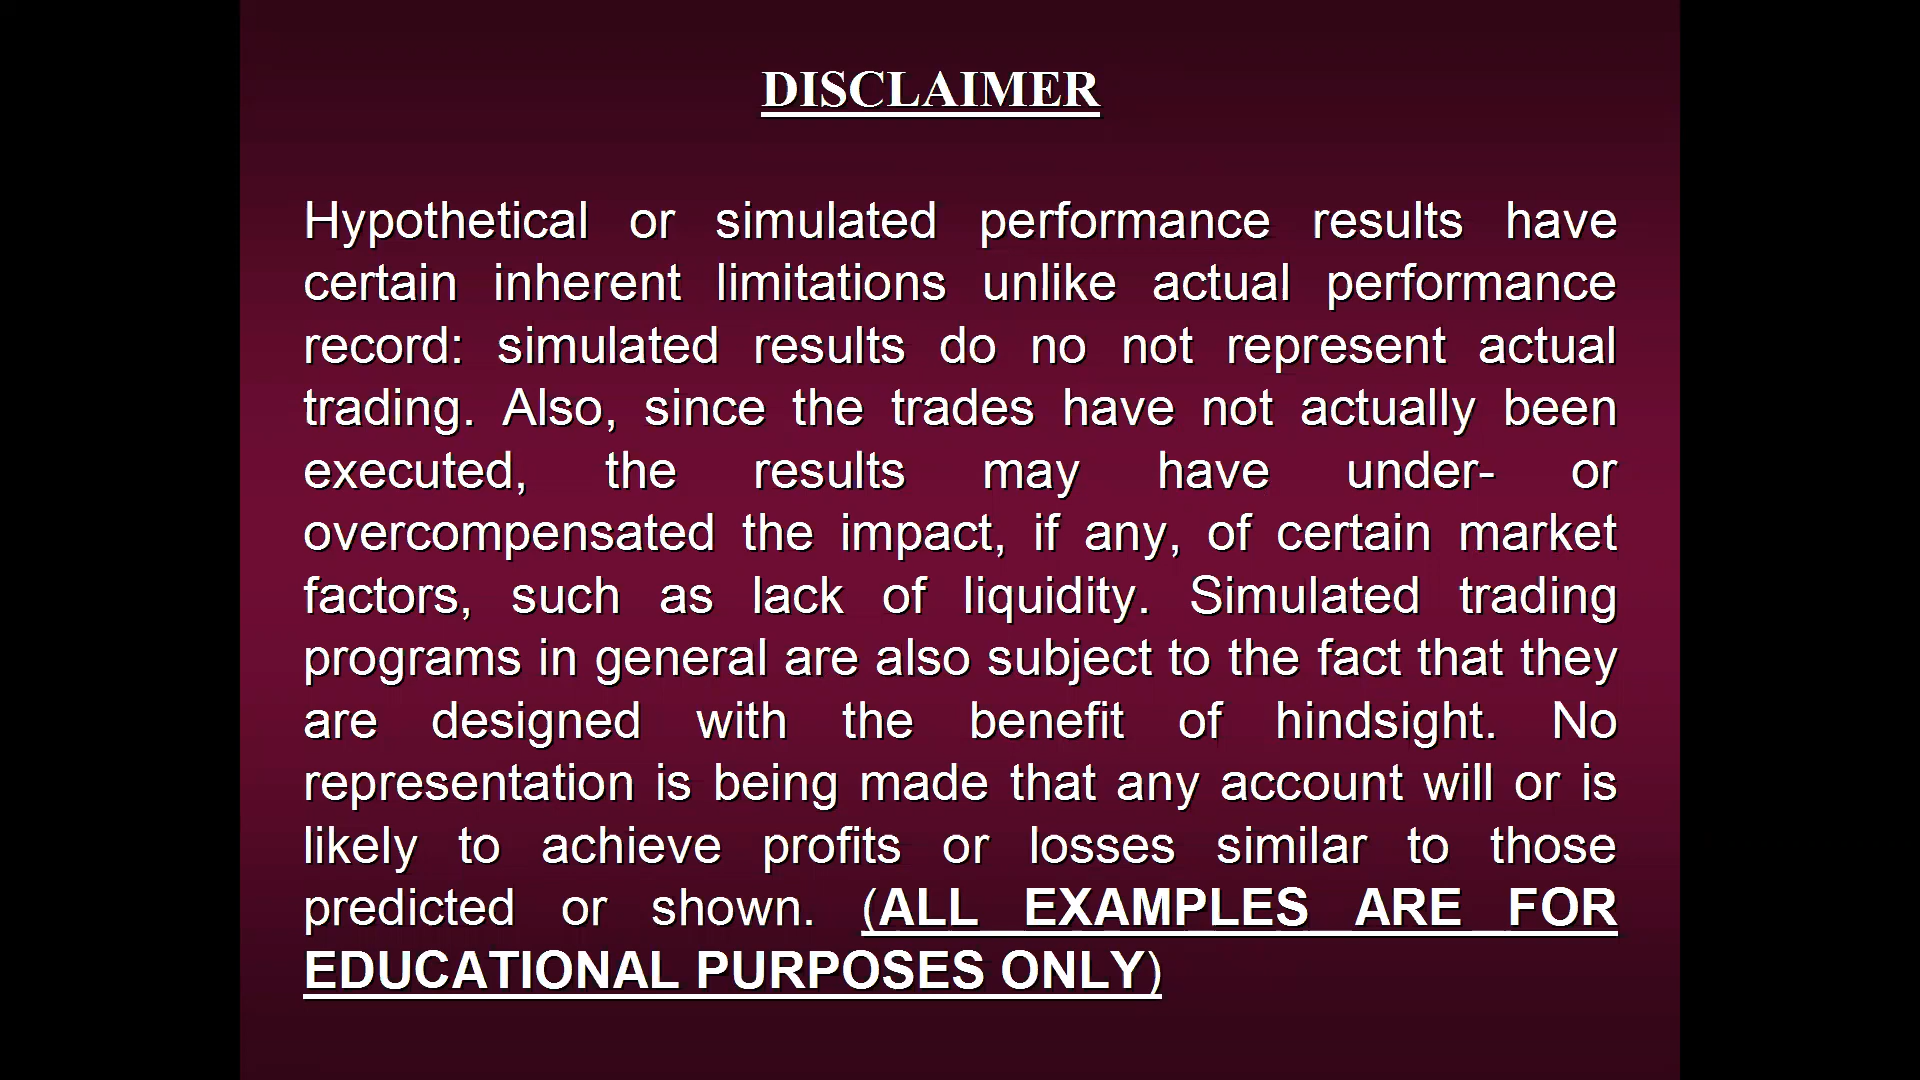 DISCLAIMER
Hypothetical or simulated performance results have
certain inherent limitations unlike actual performance
record: simulated results do no not represent actual
trading. Also, since the trades have not actually been
executed, the results may have under- or
overcompensated the impact, if any, of certain market
factors, such as lack of liquidity. Simulated trading
programs in general are also subject to the fact that they
are designed with the benefit of hindsight. No
representation is being made that any account will or is
likely to achieve profits or losses similar to those
predicted or shown. (ALL EXAMPLES ARE FOR
EDUCATIONAL PURPOSES ONLY)